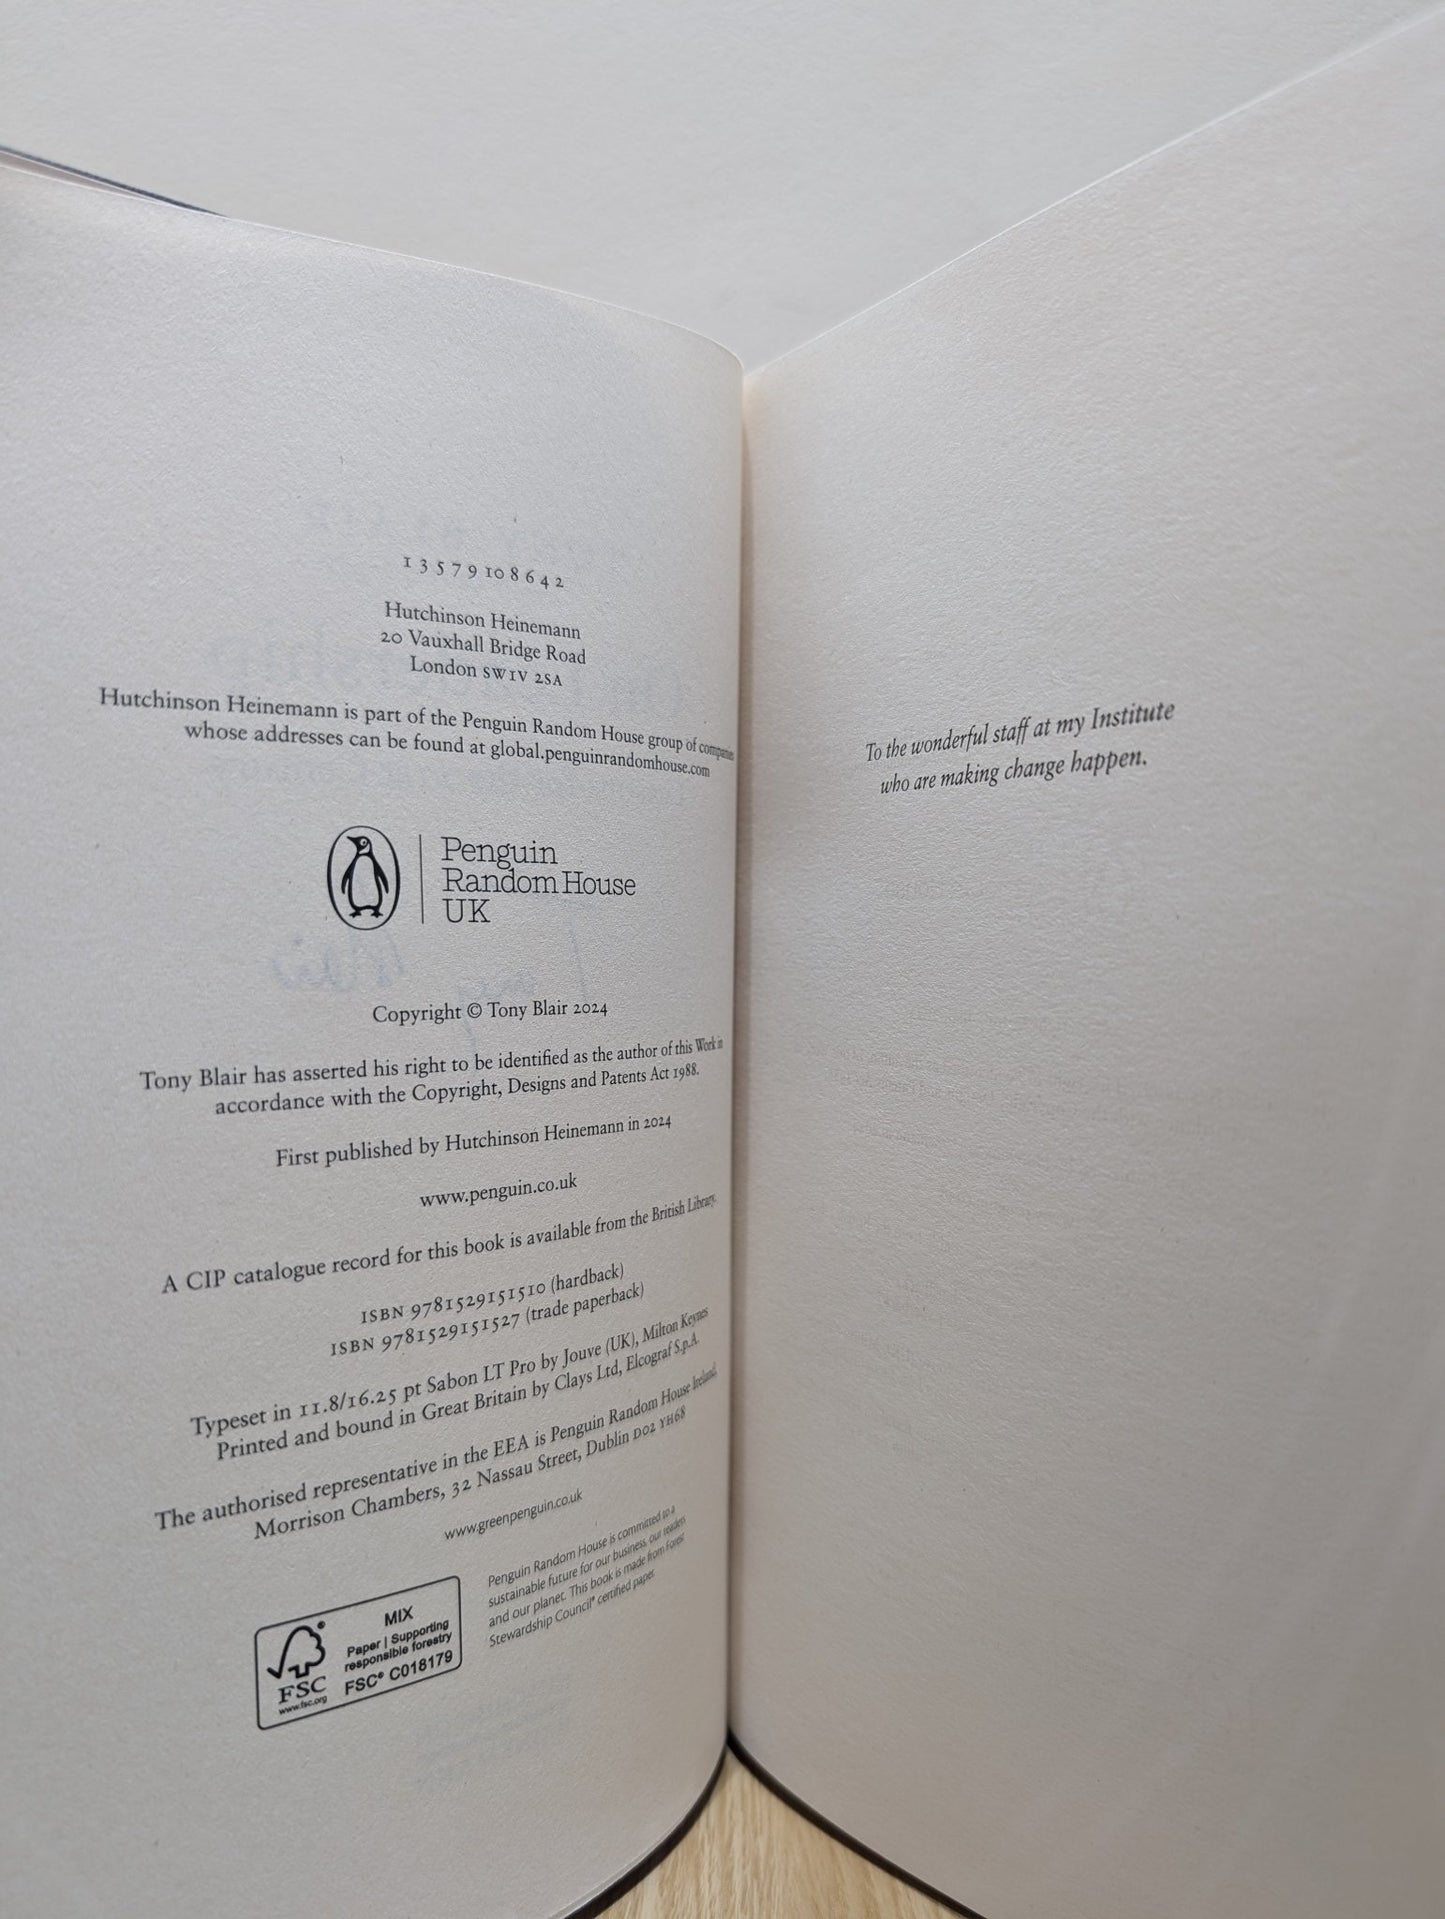 1 3 5 7 9 10 8 6 4 2
Hutchinson Heinemann
20 Vauxhall Bridge Road
London SW1V 2SA
Hutchinson Heinemann is part of the Penguin Random House group of companies
whose addresses can be found at global.penguinrandomhouse.com
Penguin
Random House
UK
Copyright © Tony Blair 2024
Tony Blair has asserted his right to be identified as the author of this Work in
accordance with the Copyright, Designs and Patents Act 1988.
First published by Hutchinson Heinemann in 2024
www.penguin.co.uk
A CIP catalogue record for this book is available from the British Library.
ISBN 9781529151510 (hardback)
ISBN 9781529151527 (trade paperback)
Typeset in 11.8/16.25 pt Sabon LT Pro by Jouve (UK), Milton Keynes
Printed and bound in Great Britain by Clays Ltd, Elcograf S.p.A.
The authorised representative in the EEA is Penguin Random House Ireland,
Morrison Chambers, 32 Nassau Street, Dublin D02 YH68
www.greenpenguin.co.uk
MIX
Paper | Supporting
responsible forestry
FSC® C018179
FSC
www.fsc.org
Penguin Random House is committed to a
sustainable future for our business, our readers
and our planet. This book is made from Forest
Stewardship Council® certified paper.
To the wonderful staff at my Institute
who are making change happen.